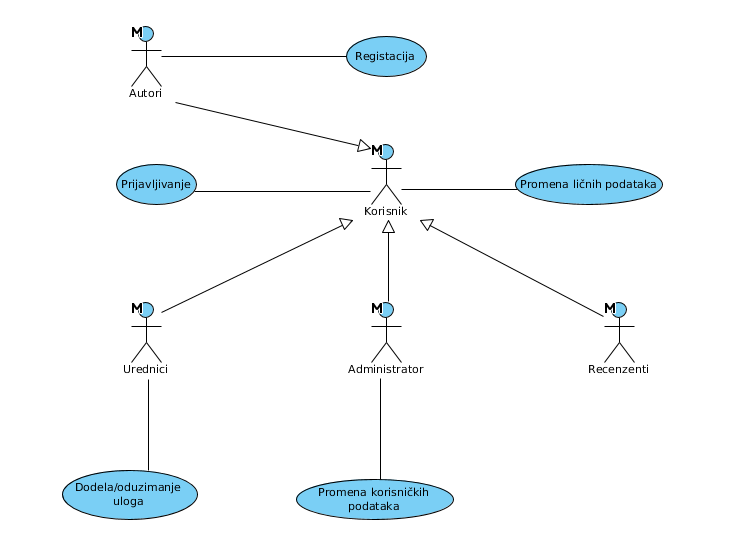 M
Registacija
Autori
M
Prijavljivanje
Promena ličnih podataka
Korisnik
M
M
M
Urednici
Administrator
Recenzenti
Dodela/oduzimanje
uloga
Promena korisničkih
podataka